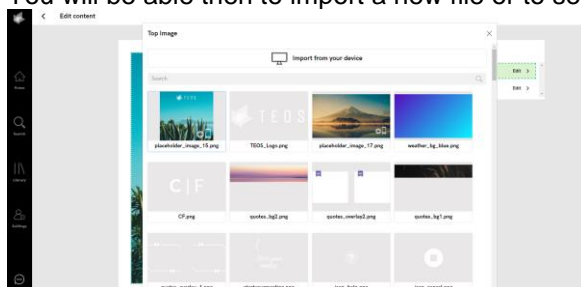 You will be able then to import a new file or to se
Edit content
Top Image
Import from your device
Search
Edit
Edit
Home
Search
Library
Settings
TEOS
TEOS
placeholder_image_15.png
TEOS_Logo.png
placeholder_image_17.png
weather_bg_blue.png
C|F
CF.png
quotes_bg2.png
quotes_overlay2.png
quotes_bg1.png